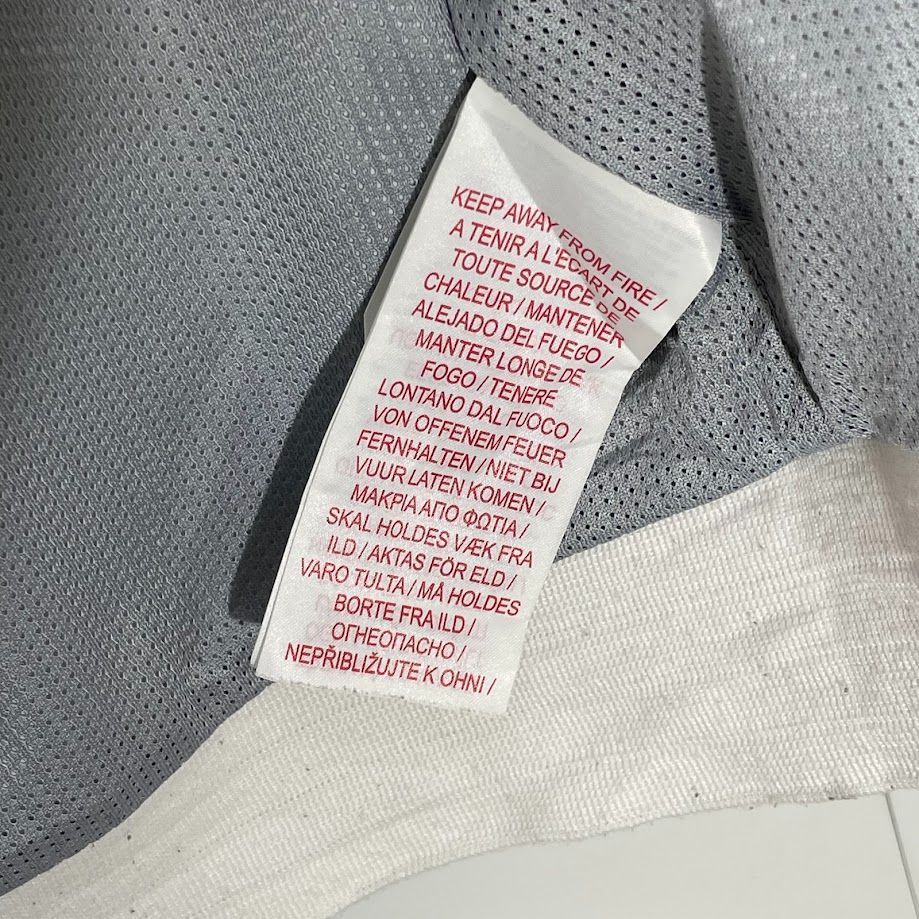 KEEP AWAY FROM FIRE /
A TENIR A L'ECART DE
TOUTE SOURCE DE
CHALEUR / MANTENER
ALEJADO DEL FUEGO /
MANTER LONGE DE
FOGO / TENERE
LONTANO DAL FUOCO /
VON OFFENEM FEUER
FERNHALTEN / NIET BIJ
VUUR LATEN KOMEN /
ΜΑΚΡΙΑ ΑΠΟ ΦΩΤΙΑ /
SKAL HOLDES VÆK FRA
ILD / AKTAS FÖR ELD /
VARO TULTA / MÅ HOLDES
BORTE FRA ILD /
ОГНЕОПАСНО /
NEPŘIBLIŽUJTE K OHNI /